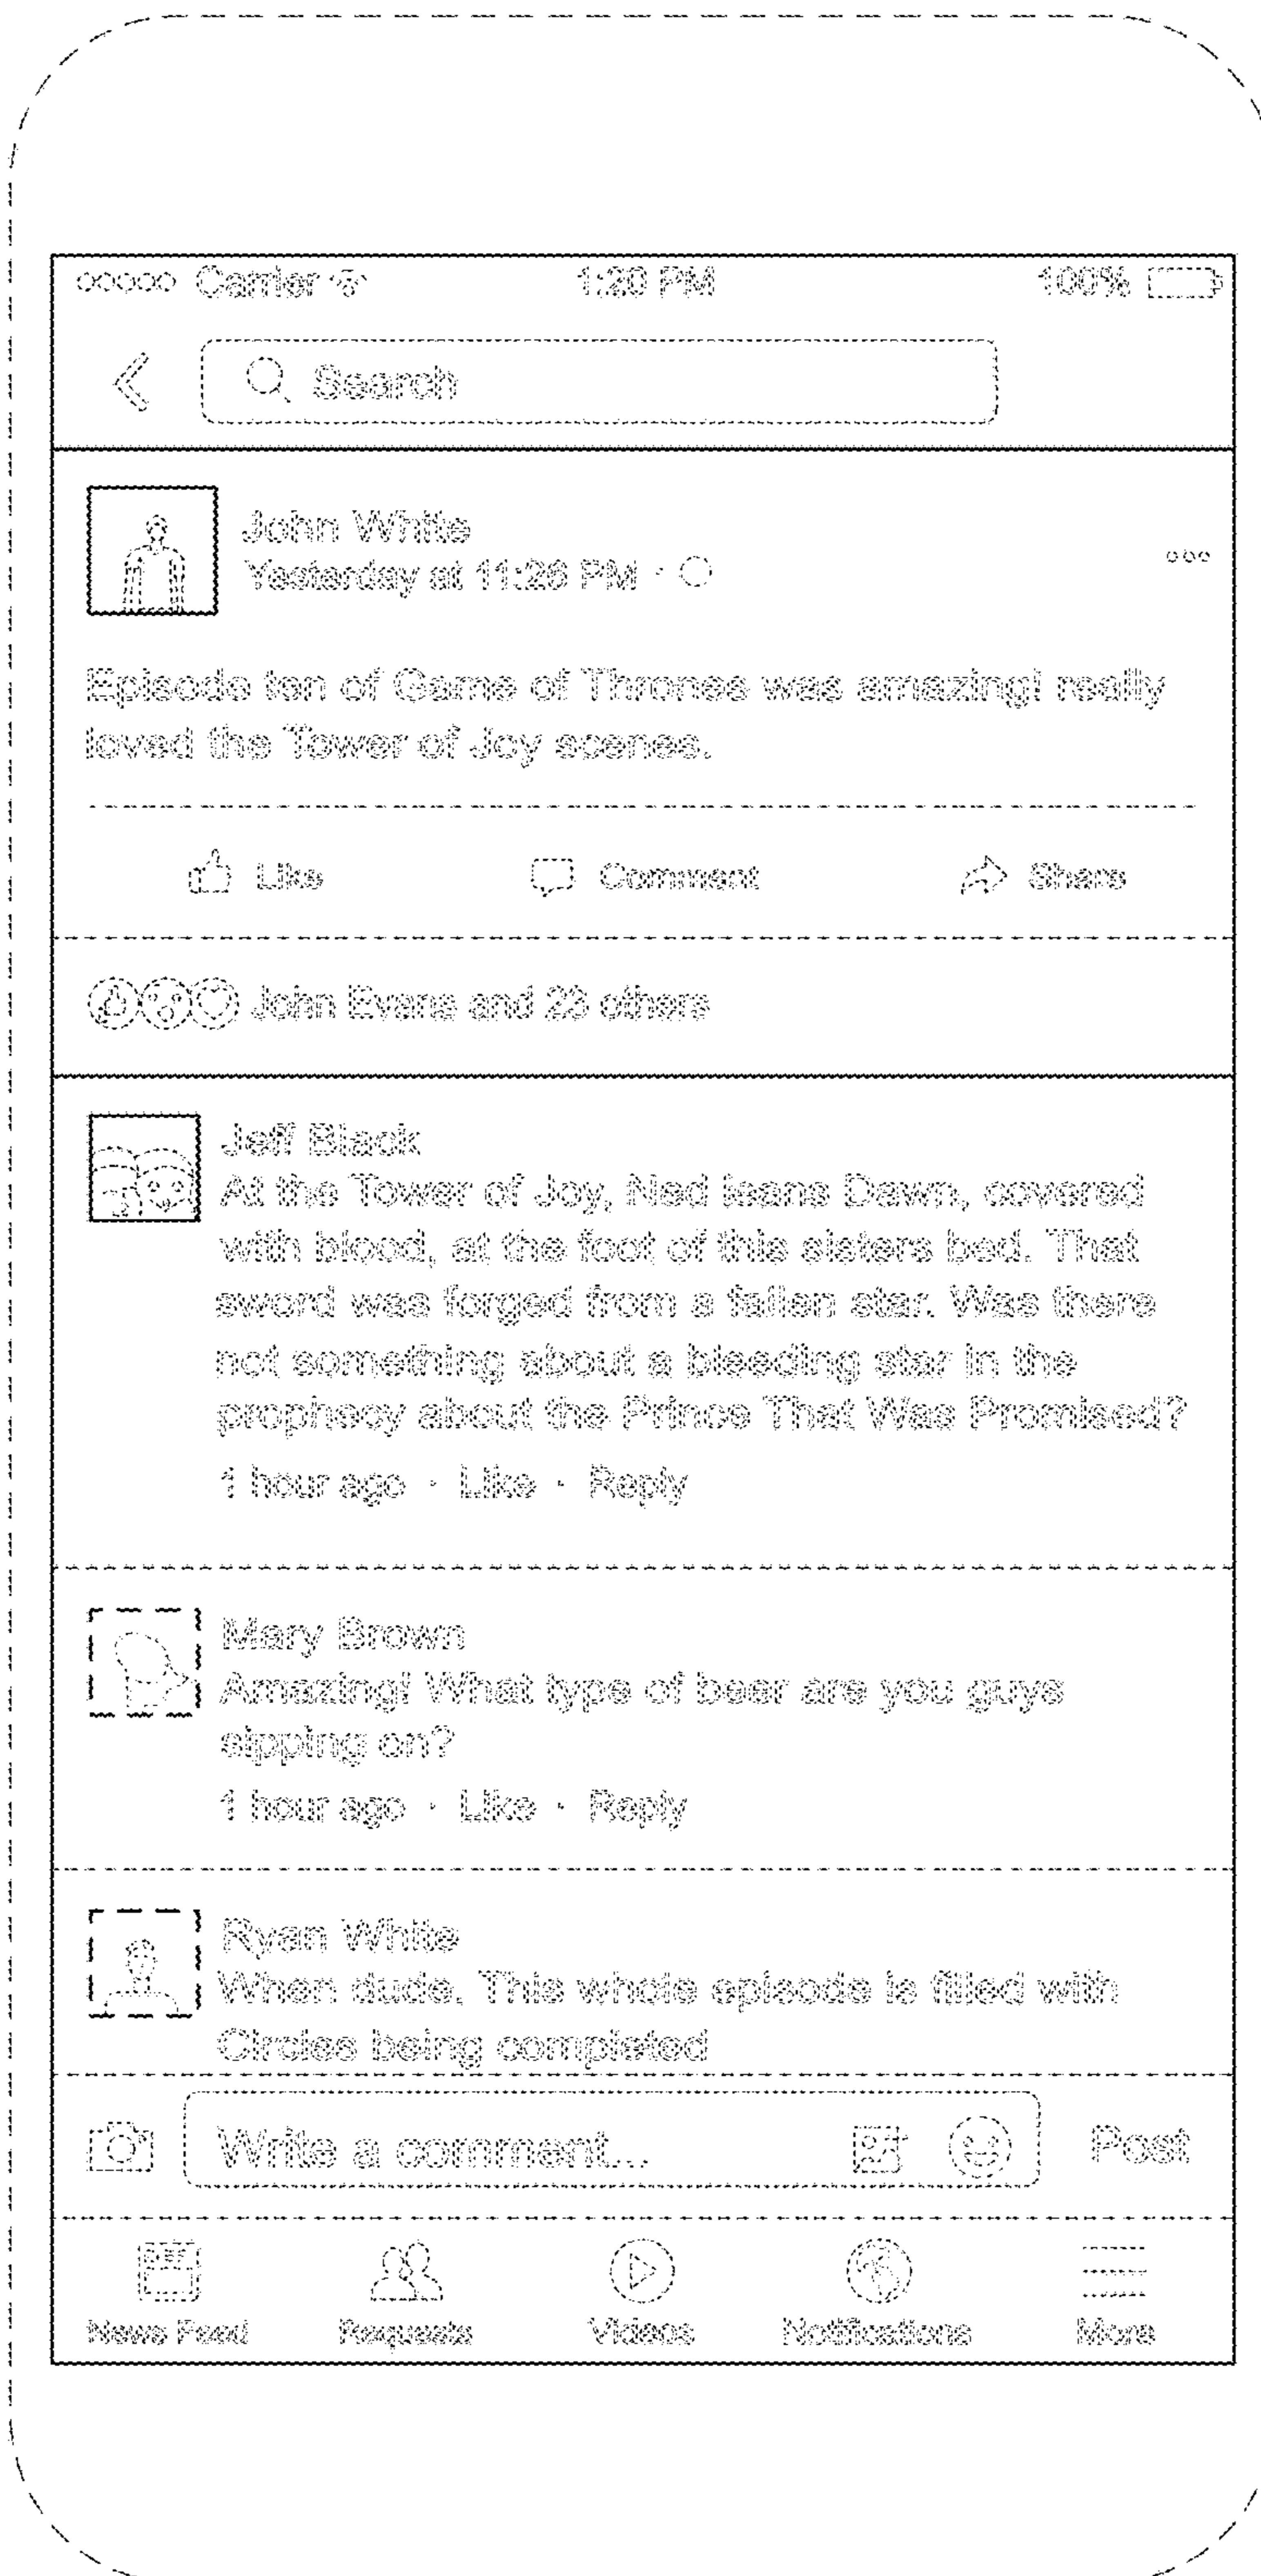 Carrier 1:20 PM 100%
Search
John White
Yesterday at 11:26 PM ·
Episode ten of Game of Thrones was amazing! really
loved the Tower of Joy scenes.
Like Comment Share
John Evans and 23 others
Jeff Black
At the Tower of Joy, Ned leans Dawn, covered
with blood, at the foot of this sisters bed. That
sword was forged from a fallen star. Was there
not something about a bleeding star in the
prophecy about the Prince That Was Promised?
1 hour ago · Like · Reply
Mary Brown
Amazing! What type of beer are you guys
sipping on?
1 hour ago · Like · Reply
Ryan White
When dude. This whole episode is filled with
Circles being completed
Write a comment... Post
News Feed Requests Videos Notifications More